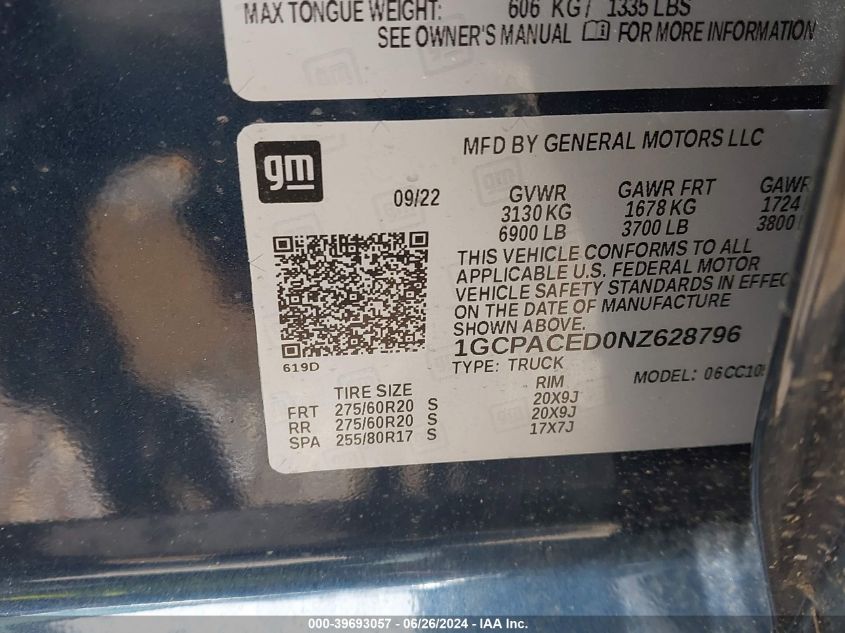 MAX TONGUE WEIGHT: 606 KG / 1335 LBS
SEE OWNER'S MANUAL FOR MORE INFORMATION
gm
MFD BY GENERAL MOTORS LLC
09/22
GVWR GAWR FRT GAWR
3130 KG 1678 KG 1724
6900 LB 3700 LB 3800
THIS VEHICLE CONFORMS TO ALL
APPLICABLE U.S. FEDERAL MOTOR
VEHICLE SAFETY STANDARDS IN EFFEC
ON THE DATE OF MANUFACTURE
SHOWN ABOVE.
1GCPACED0NZ628796
619D
TYPE: TRUCK MODEL: 06CC10
TIRE SIZE RIM
FRT 275/60R20 S 20X9J
RR 275/60R20 S 20X9J
SPA 255/80R17 S 17X7J
000-39693057 - 06/26/2024 - IAA Inc.